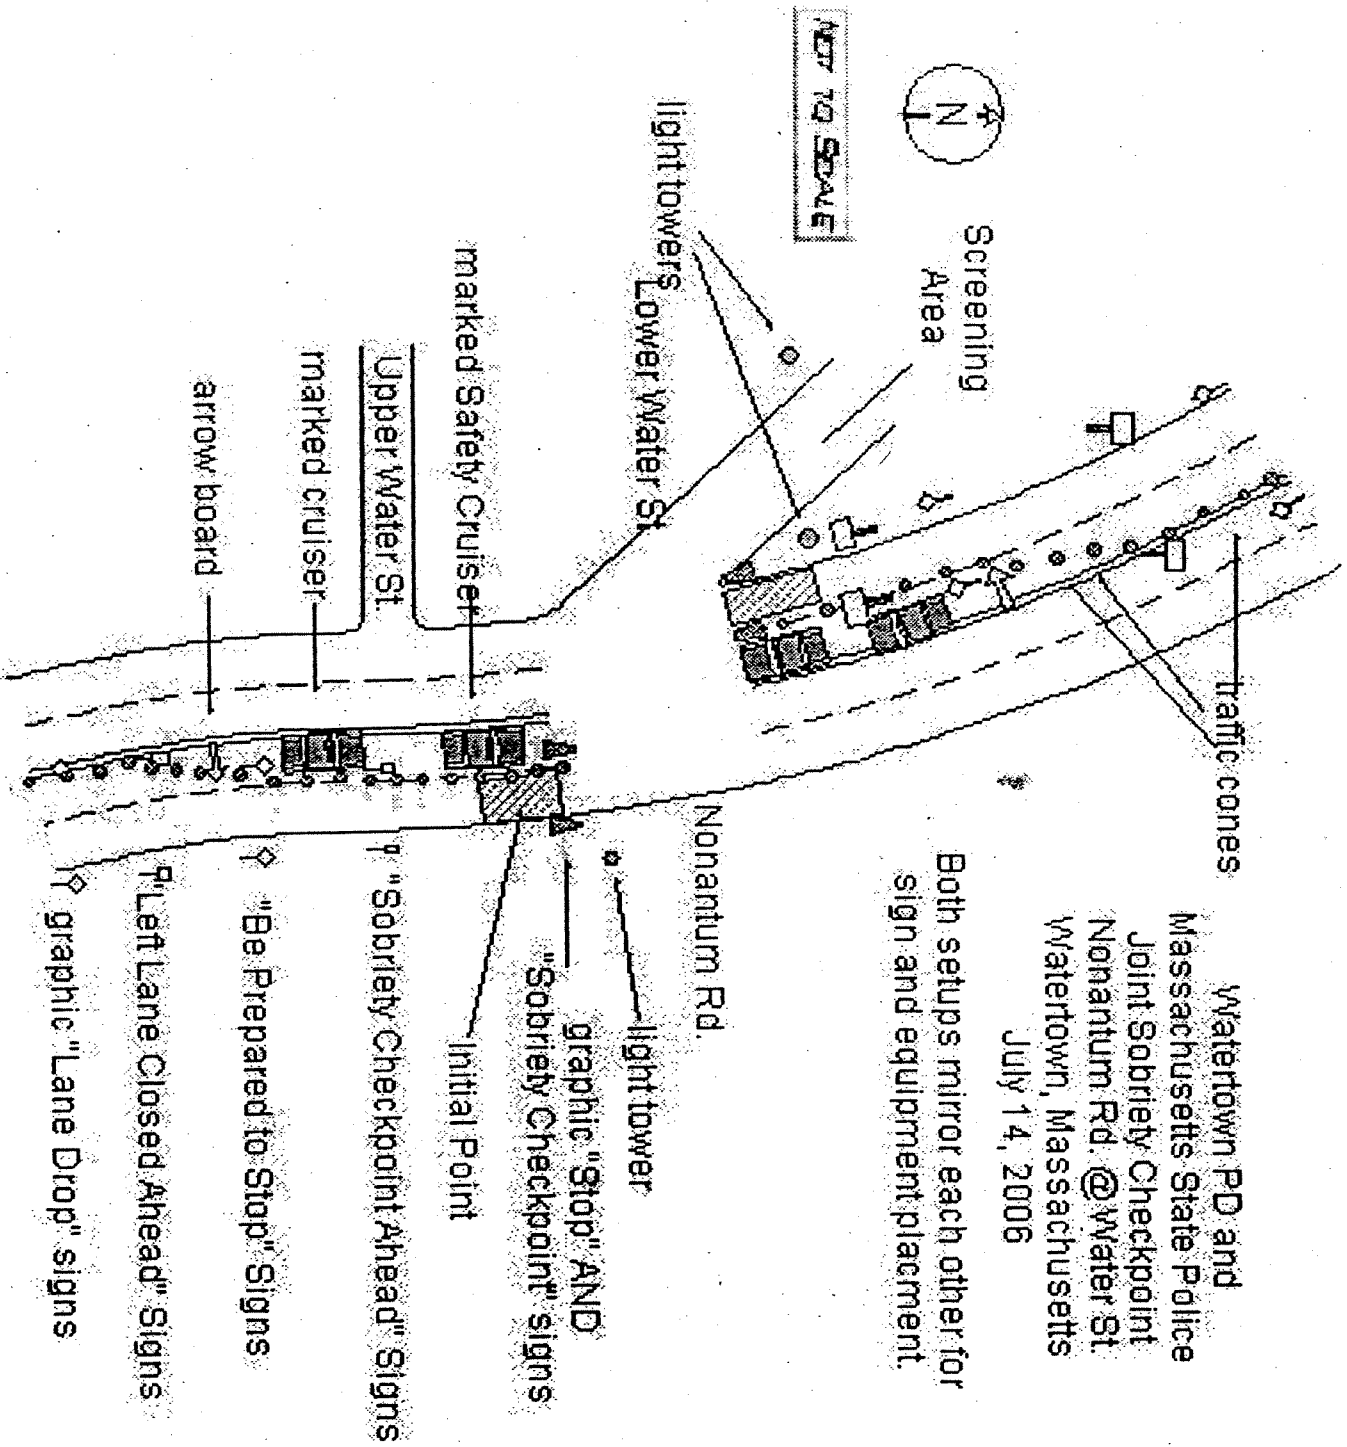 Watertown PD and
Massachusetts State Police
Joint Sobriety Checkpoint
Nonantum Rd. @ Water St.
Watertown, Massachusetts
July 14, 2006
Both setups mirror each other for
sign and equipment placment.
traffic cones
N
NOT TO SCALE
Screening
Area
light towers
Lower Water St
Nonantum Rd.
light tower
graphic "Stop" AND
"Sobriety Checkpoint" signs
Initial Point
marked Safety Cruiser
Upper Water St.
"Sobriety Checkpoint Ahead" Signs
marked cruiser
"Be Prepared to Stop" Signs
arrow board
"Left Lane Closed Ahead" Signs
graphic "Lane Drop" signs